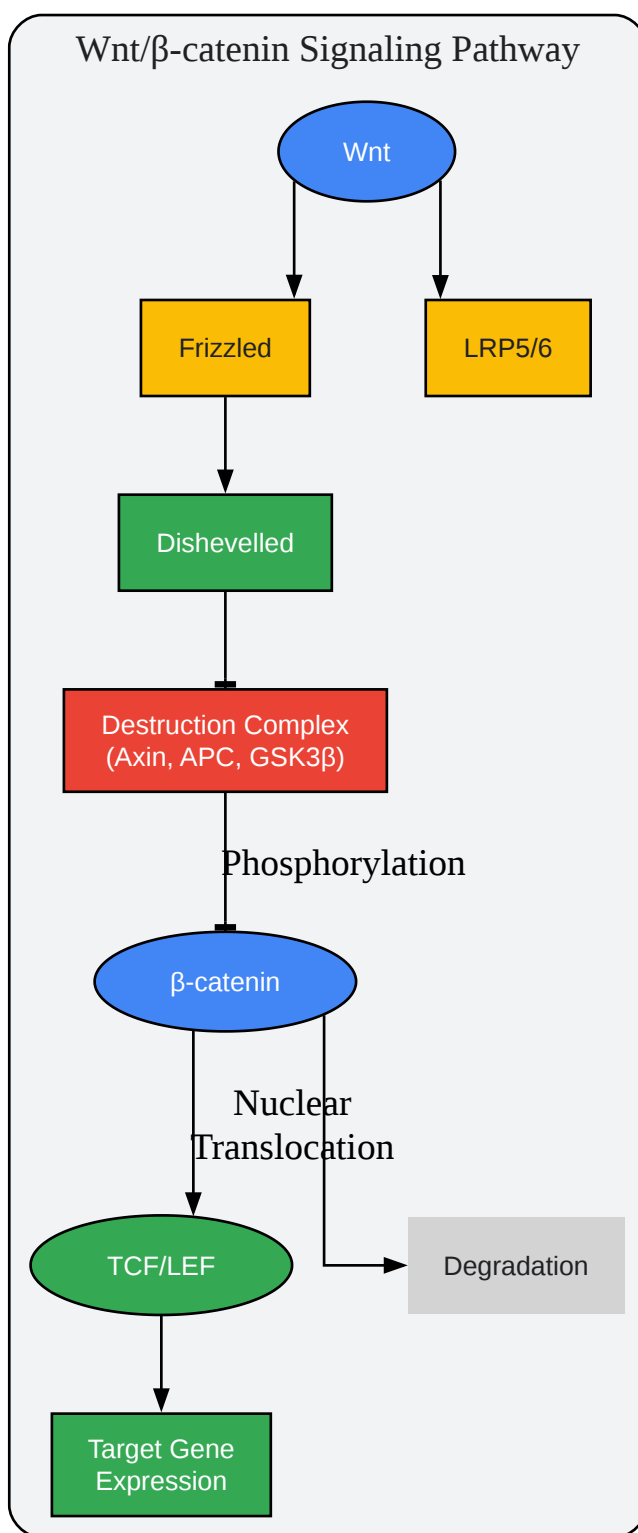 Wnt/β-catenin Signaling Pathway
Wnt
Frizzled
LRP5/6
Dishevelled
Destruction Complex
(Axin, APC, GSK3β)
Phosphorylation
β-catenin
Nuclear
Translocation
TCF/LEF
Degradation
Target Gene
Expression